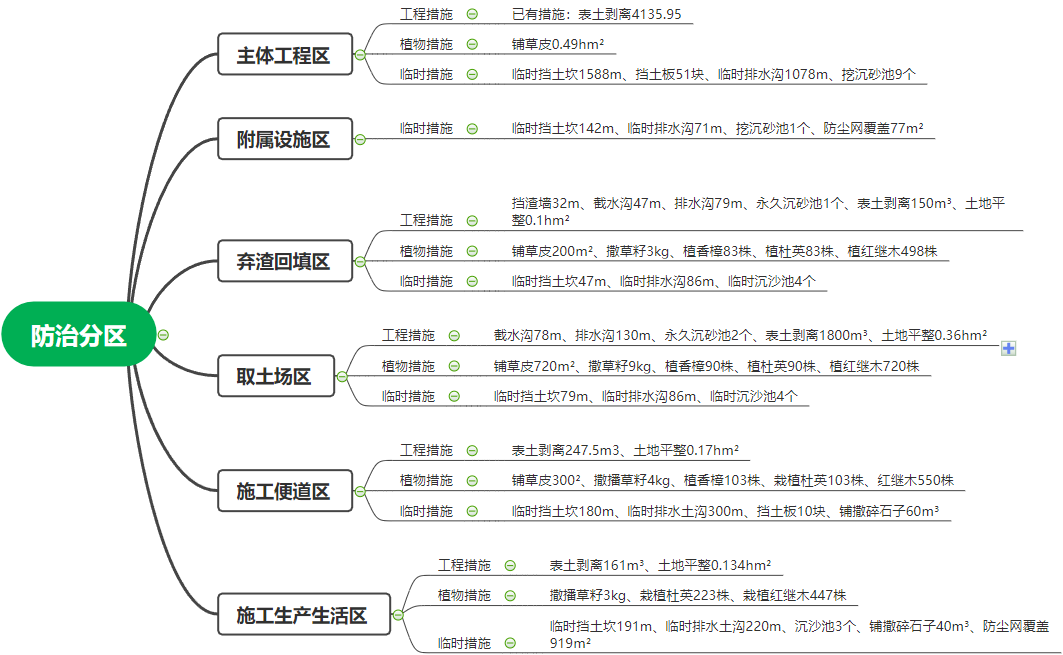 防治分区
主体工程区
工程措施
已有措施：表土剥离4135.95
植物措施
铺草皮0.49hm²
临时措施
临时挡土坎1588m、挡土板51块、临时排水沟1078m、挖沉砂池9个
附属设施区
临时措施
临时挡土坎142m、临时排水沟71m、挖沉砂池1个、防尘网覆盖77m²
弃渣回填区
工程措施
挡渣墙32m、截水沟47m、排水沟79m、永久沉砂池1个、表土剥离150m³、土地平
整0.1hm²
植物措施
铺草皮200m²、撒草籽3kg、植香樟83株、植杜英83株、植红继木498株
临时措施
临时挡土坎47m、临时排水沟86m、临时沉沙池4个
取土场区
工程措施
截水沟78m、排水沟130m、永久沉砂池2个、表土剥离1800m³、土地平整0.36hm²
植物措施
铺草皮720m²、撒草籽9kg、植香樟90株、植杜英90株、植红继木720株
临时措施
临时挡土坎79m、临时排水沟86m、临时沉沙池4个
施工便道区
工程措施
表土剥离247.5m3、土地平整0.17hm²
植物措施
铺草皮300²、撒播草籽4kg、植香樟103株、栽植杜英103株、红继木550株
临时措施
临时挡土坎180m、临时排水土沟300m、挡土板10块、铺撒碎石子60m³
施工生产生活区
工程措施
表土剥离161m³、土地平整0.134hm²
植物措施
撒播草籽3kg、栽植杜英223株、栽植红继木447株
临时措施
临时挡土坎191m、临时排水土沟220m、沉沙池3个、铺撒碎石子40m³、防尘网覆盖
919m²